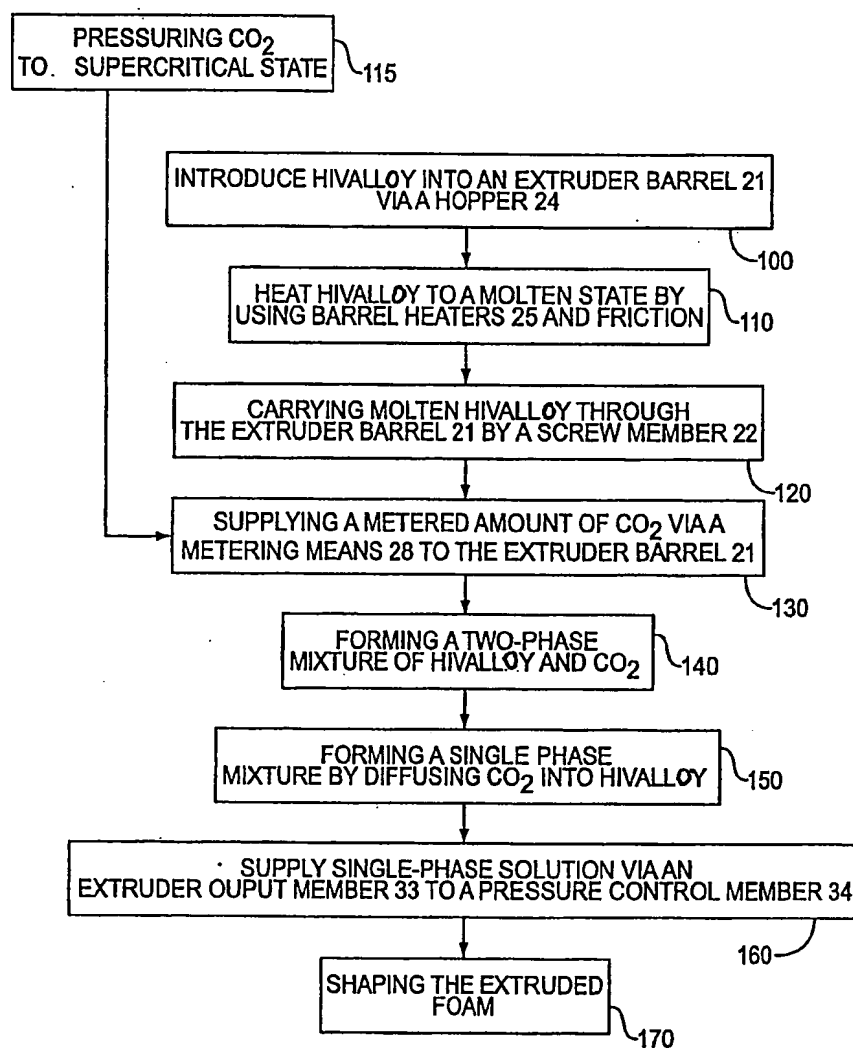 PRESSURING CO2
TO. SUPERCRITICAL STATE
115
INTRODUCE HIVALLOY INTO AN EXTRUDER BARREL 21
VIA A HOPPER 24
100
HEAT HIVALLOY TO A MOLTEN STATE BY
USING BARREL HEATERS 25 AND FRICTION
110
CARRYING MOLTEN HIVALLOY THROUGH
THE EXTRUDER BARREL 21 BY A SCREW MEMBER 22
120
SUPPLYING A METERED AMOUNT OF CO2 VIA A
METERING MEANS 28 TO THE EXTRUDER BARREL 21
130
FORMING A TWO-PHASE
MIXTURE OF HIVALLOY AND CO2
140
FORMING A SINGLE PHASE
MIXTURE BY DIFFUSING CO2 INTO HIVALLOY
150
SUPPLY SINGLE-PHASE SOLUTION VIA AN
EXTRUDER OUPUT MEMBER 33 TO A PRESSURE CONTROL MEMBER 34
160
SHAPING THE EXTRUDED
FOAM
170